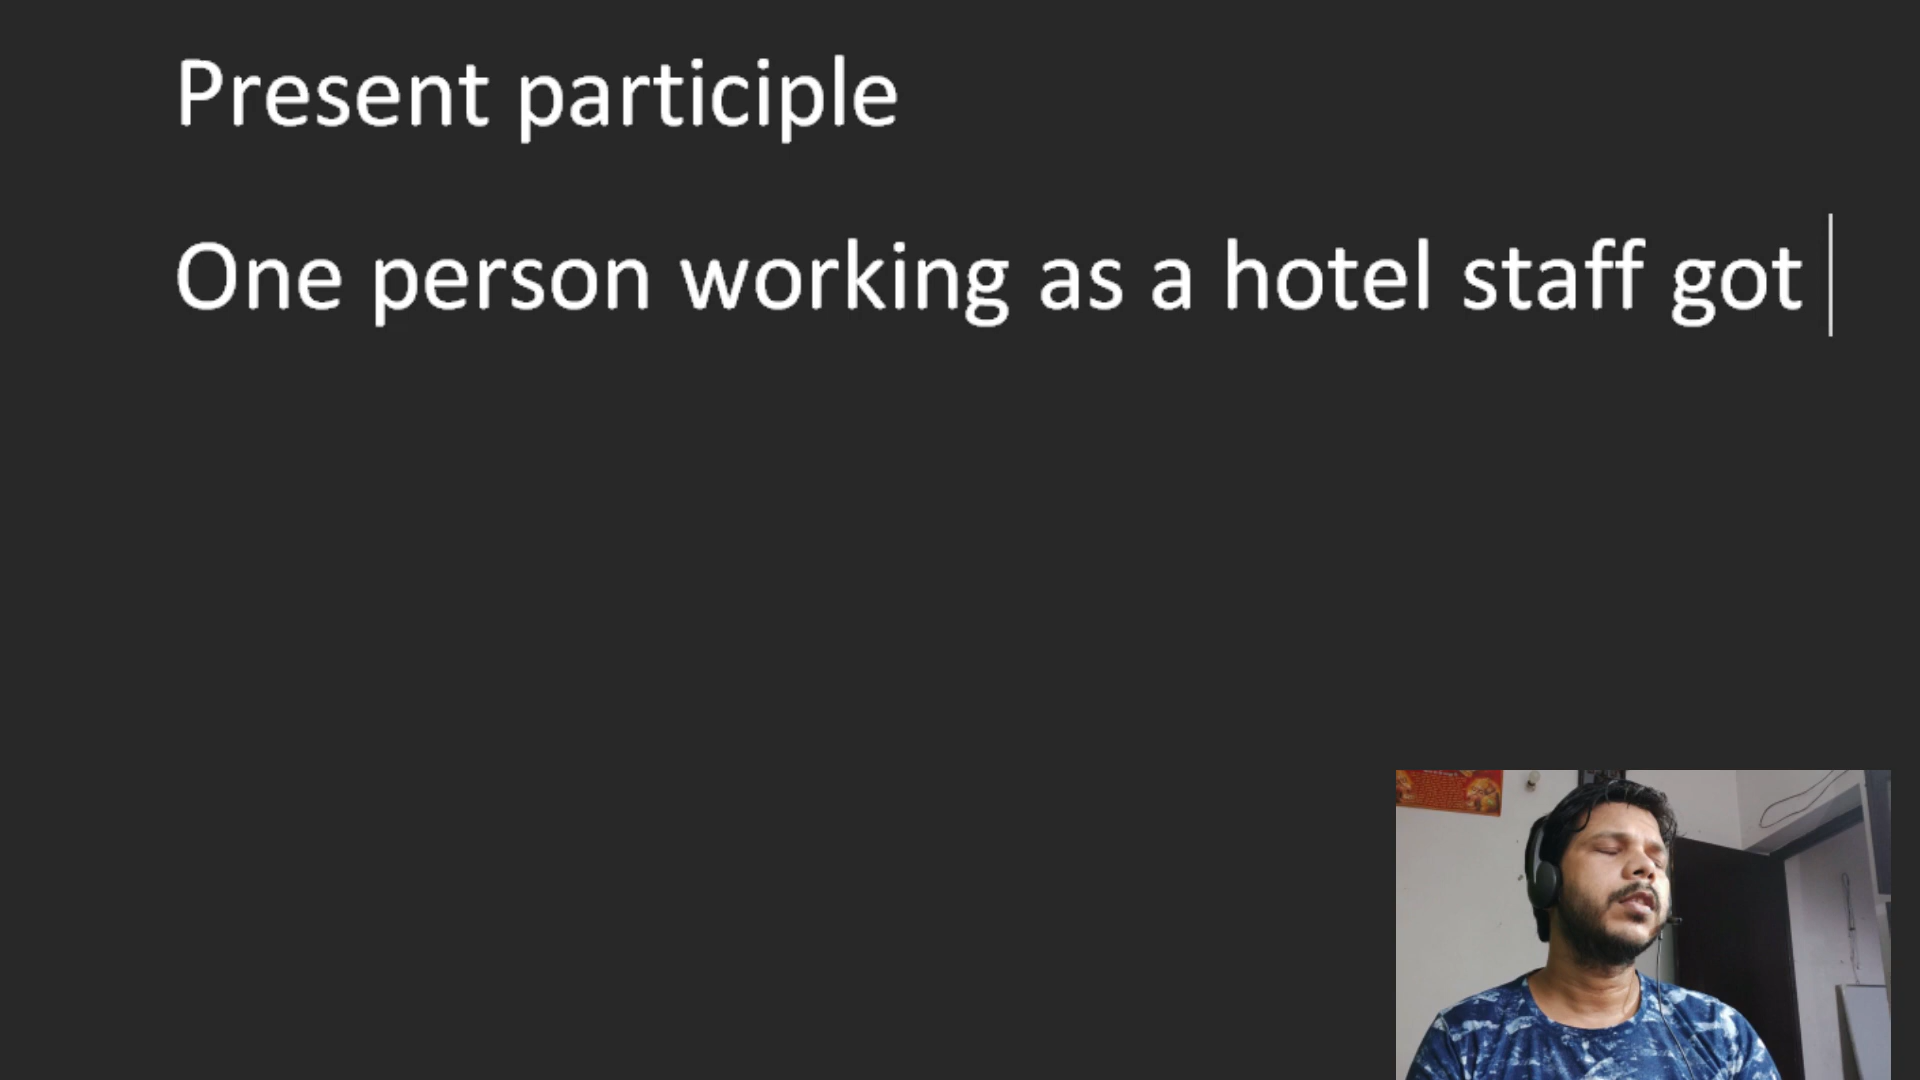 Present participle
One person working as a hotel staff got